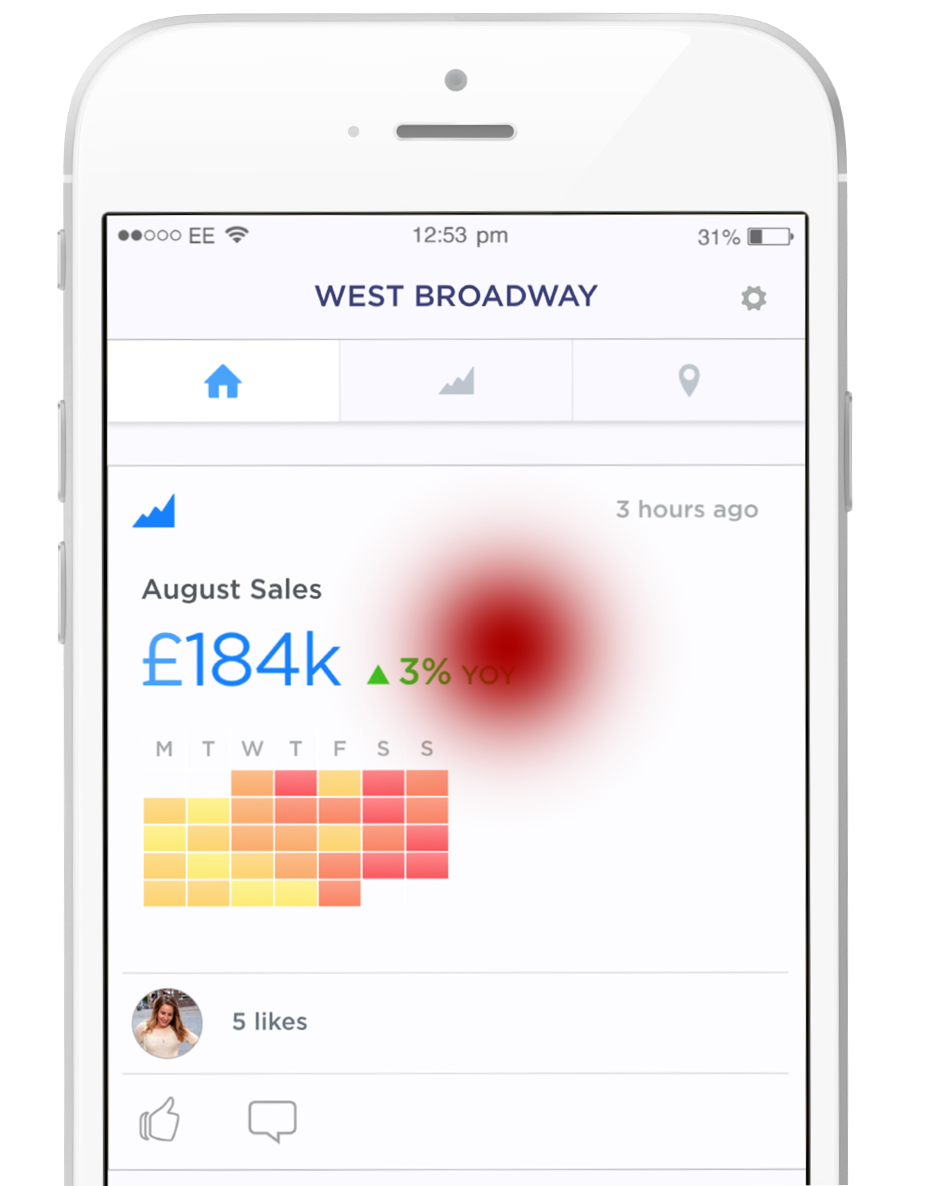 EE 12:53 pm 31%
WEST BROADWAY
3 hours ago
August Sales
£184k ▲ 3% YOY
M T W T F S S
5 likes